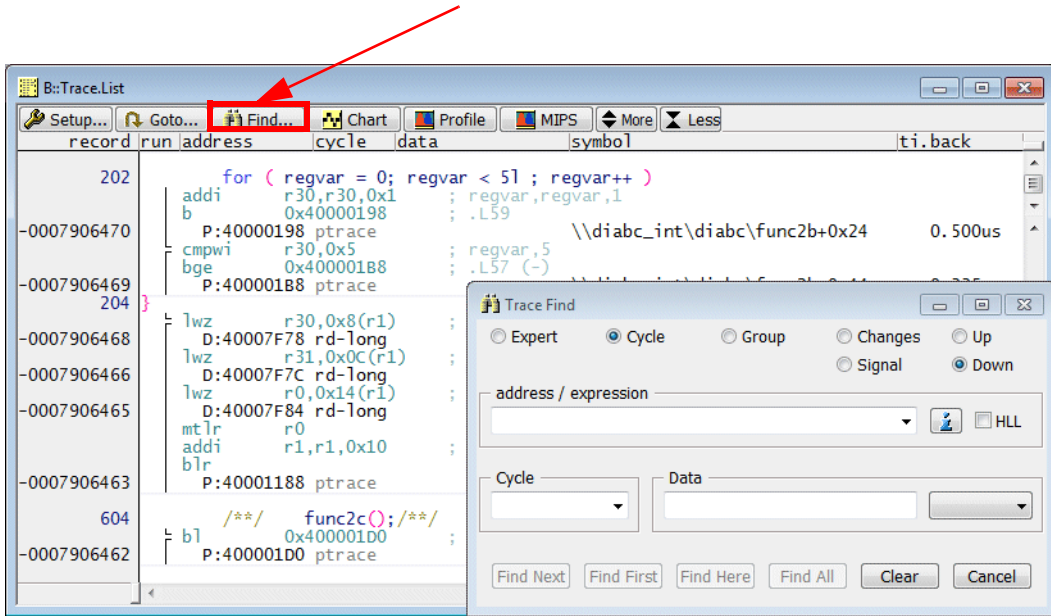 B::Trace.List
Setup... Goto... Find... Chart Profile MIPS More Less
record run address cycle data symbol ti.back
202 for ( regvar = 0; regvar < 5l ; regvar++ )
addi r30,r30,0x1 ; regvar,regvar,1
b 0x40000198 ; .L59
-0007906470 P:40000198 ptrace \\diabc_int\diabc\func2b+0x24 0.500us
cmpwi r30,0x5 ; regvar,5
bge 0x400001B8 ; .L57 (-)
-0007906469 P:400001B8 ptrace
204 }
lwz r30,0x8(r1) ;
-0007906468 D:40007F78 rd-long
lwz r31,0x0C(r1) ;
-0007906466 D:40007F7C rd-long
lwz r0,0x14(r1) ;
-0007906465 D:40007F84 rd-long
mtlr r0
addi r1,r1,0x10 ;
blr
-0007906463 P:40001188 ptrace
604 /**/ func2c();/**/
bl 0x400001D0 ;
-0007906462 P:400001D0 ptrace
Trace Find
Expert Cycle Group Changes Up
Signal Down
address / expression
HLL
Cycle Data
Find Next Find First Find Here Find All Clear Cancel